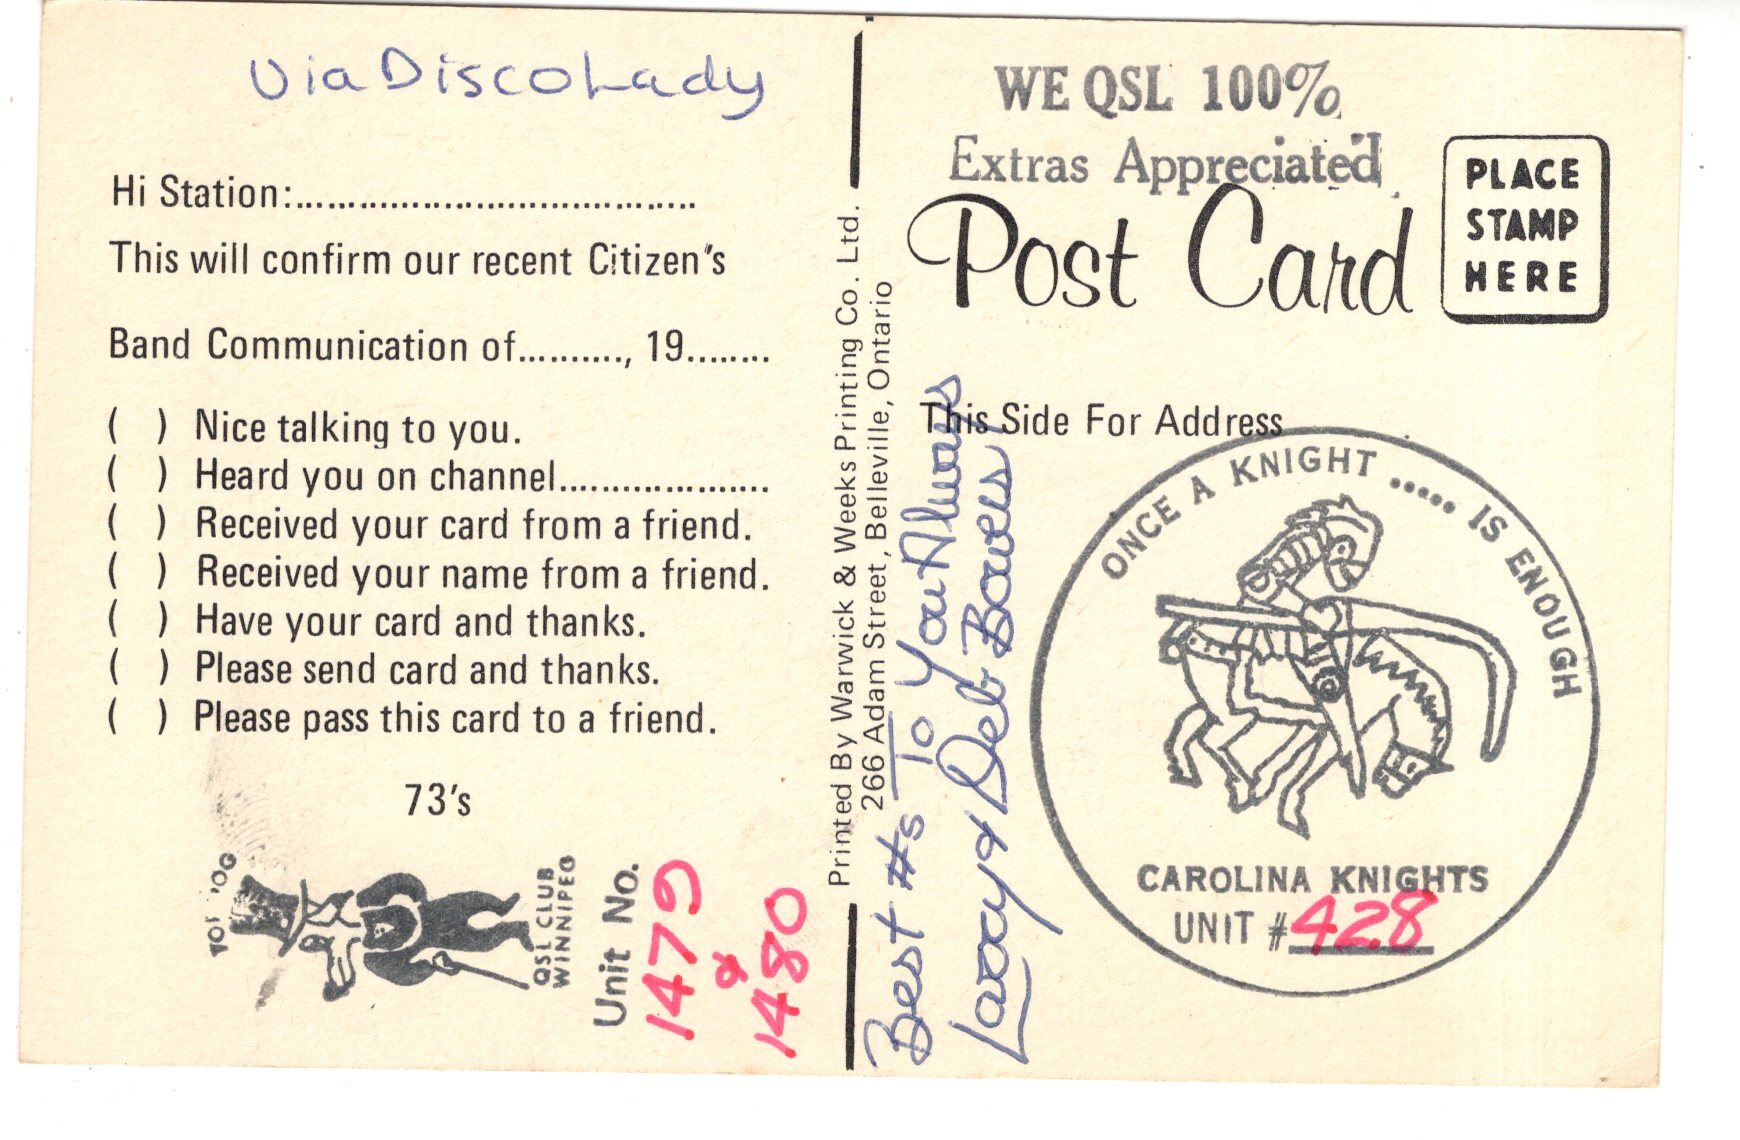 Via Disco Lady
Hi Station:.......................................
This will confirm our recent Citizen's
Band Communication of.........., 19........
( ) Nice talking to you.
( ) Heard you on channel.....................
( ) Received your card from a friend.
( ) Received your name from a friend.
( ) Have your card and thanks.
( ) Please send card and thanks.
( ) Please pass this card to a friend.
73's
QSL CLUB
WINNIPEG
Unit No.
1479
&
1480
Printed By Warwick & Weeks Printing Co. Ltd.
266 Adam Street, Belleville, Ontario
WE QSL 100%
Extras Appreciated
Post Card
PLACE
STAMP
HERE
This Side For Address
Best #s To You Always
Larry & Deb Bowers
ONCE A KNIGHT ..... IS ENOUGH
CAROLINA KNIGHTS
UNIT # 428